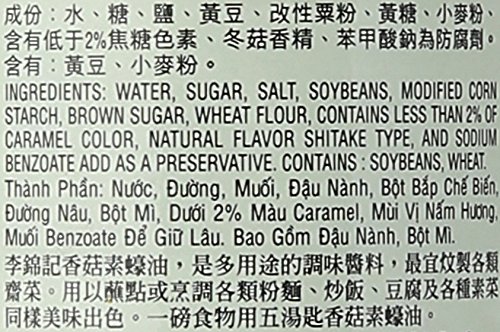 成份：水、糖、鹽、黃豆、改性粟粉、黃糖、小麥粉、
含有低于2%焦糖色素、冬菇香精、苯甲酸鈉為防腐劑。
含有：黃豆、小麥粉。
INGREDIENTS: WATER, SUGAR, SALT, SOYBEANS, MODIFIED CORN
STARCH, BROWN SUGAR, WHEAT FLOUR, CONTAINS LESS THAN 2% OF
CARAMEL COLOR, NATURAL FLAVOR SHITAKE TYPE, AND SODIUM
BENZOATE ADD AS A PRESERVATIVE. CONTAINS : SOYBEANS, WHEAT.
Thành Phần: Nước, Đường, Muối, Đậu Nành, Bột Bắp Chế Biến,
Đường Nâu, Bột Mì, Dưới 2% Màu Caramel, Mùi Vị Nấm Hương,
Muối Benzoate Để Giữ Lâu. Bao Gồm Đậu Nành, Bột Mì.
李錦記香菇素蠔油，是多用途的調味醬料，最宜炆製各類
齋菜。用以蘸點或烹調各類粉麵、炒飯、豆腐及各種素菜
同樣美味出色。一磅食物用五湯匙香菇素蠔油。